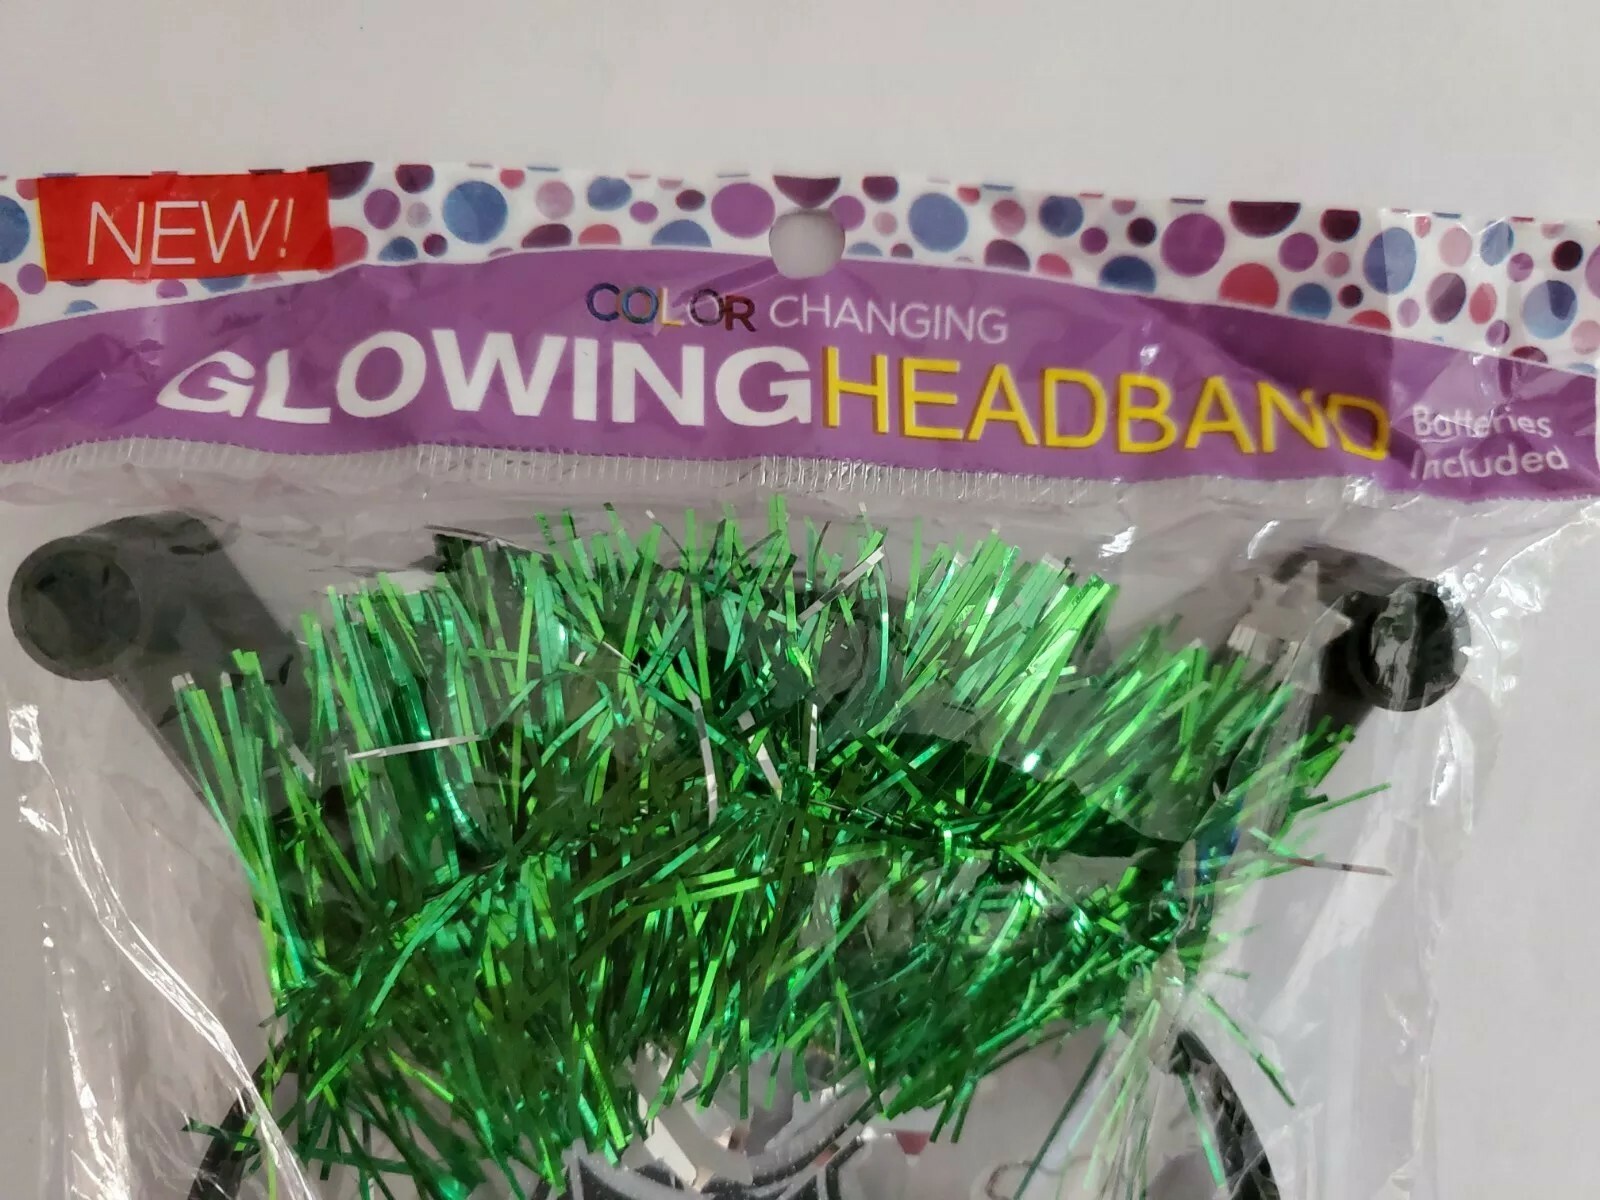 NEW!
COLOR CHANGING
GLOWINGHEADBAND
Batteries
Included